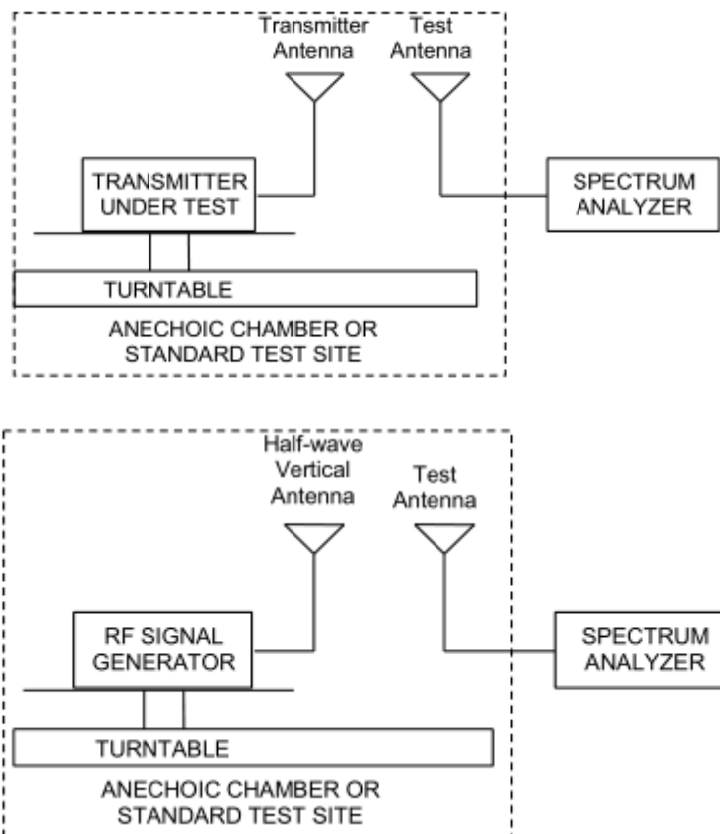 Transmitter
Antenna
Test
Antenna
TRANSMITTER
UNDER TEST
SPECTRUM
ANALYZER
TURNTABLE
ANECHOIC CHAMBER OR
STANDARD TEST SITE
Half-wave
Vertical
Antenna
Test
Antenna
RF SIGNAL
GENERATOR
SPECTRUM
ANALYZER
TURNTABLE
ANECHOIC CHAMBER OR
STANDARD TEST SITE